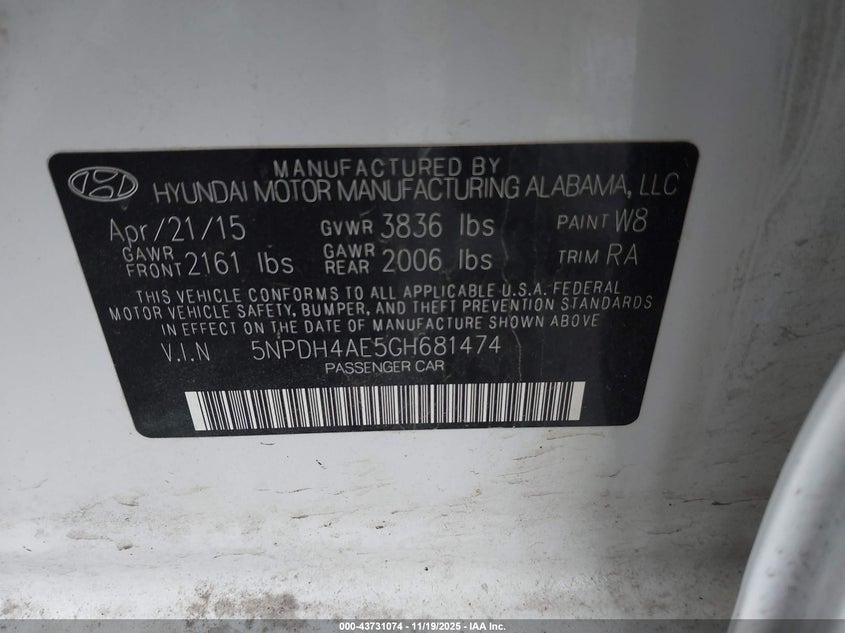 MANUFACTURED BY
HYUNDAI MOTOR MANUFACTURING ALABAMA, LLC
Apr/21/15 GVWR 3836 lbs PAINT W8
GAWR FRONT 2161 lbs GAWR REAR 2006 lbs TRIM RA
THIS VEHICLE CONFORMS TO ALL APPLICABLE U.S.A. FEDERAL
MOTOR VEHICLE SAFETY, BUMPER, AND THEFT PREVENTION STANDARDS
IN EFFECT ON THE DATE OF MANUFACTURE SHOWN ABOVE
V.I.N 5NPDH4AE5GH681474
PASSENGER CAR
000-43731074 - 11/19/2025 - IAA Inc.